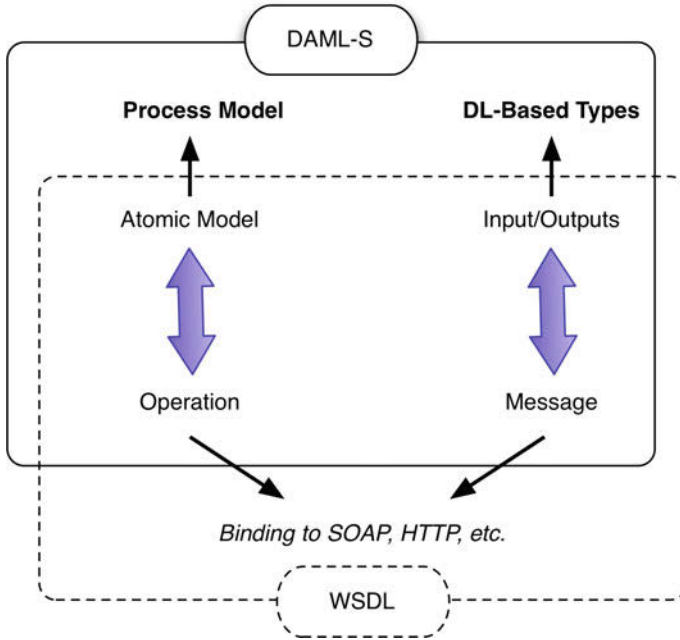 DAML-S
Process Model
DL-Based Types
Atomic Model
Input/Outputs
Operation
Message
Binding to SOAP, HTTP, etc.
WSDL